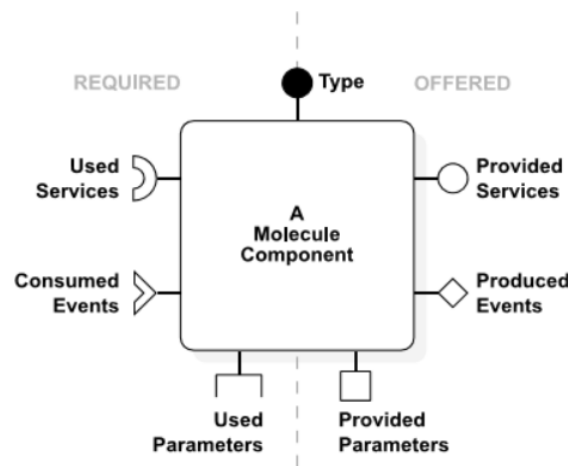 REQUIRED
OFFERED
Type
Used
Services
Provided
Services
A
Molecule
Component
Consumed
Events
Produced
Events
Used
Parameters
Provided
Parameters